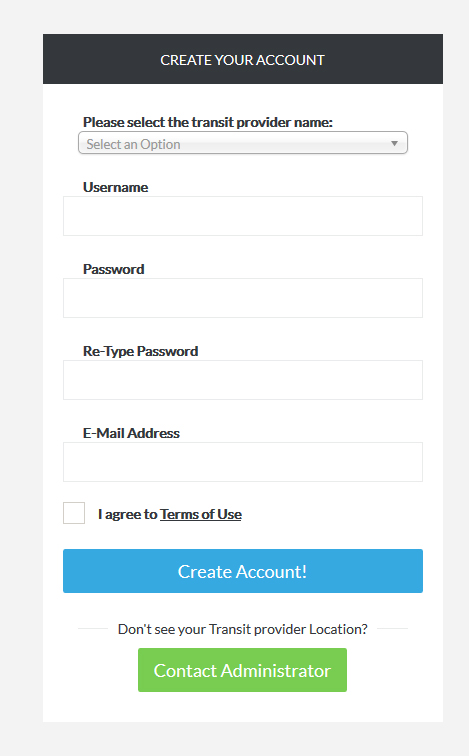 CREATE YOUR ACCOUNT
Please select the transit provider name:
Select an Option
Username
Password
Re-Type Password
E-Mail Address
I agree to Terms of Use
Create Account!
Don't see your Transit provider Location?
Contact Administrator